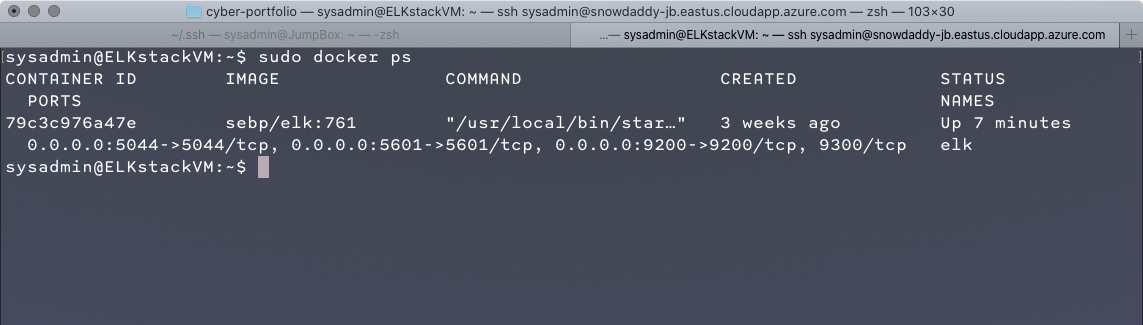 cyber-portfolio — sysadmin@ELKstackVM: ~ — ssh sysadmin@snowdaddy-jb.eastus.cloudapp.azure.com — zsh — 103×30
~/.ssh — sysadmin@JumpBox: ~ — -zsh
...— sysadmin@ELKstackVM: ~ — ssh sysadmin@snowdaddy-jb.eastus.cloudapp.azure.com
[sysadmin@ELKstackVM:~$ sudo docker ps ]
CONTAINER ID        IMAGE               COMMAND                  CREATED             STATUS
  PORTS                                                                              NAMES
79c3c976a47e        sebp/elk:761        "/usr/local/bin/star…"   3 weeks ago         Up 7 minutes
  0.0.0.0:5044->5044/tcp, 0.0.0.0:5601->5601/tcp, 0.0.0.0:9200->9200/tcp, 9300/tcp   elk
sysadmin@ELKstackVM:~$